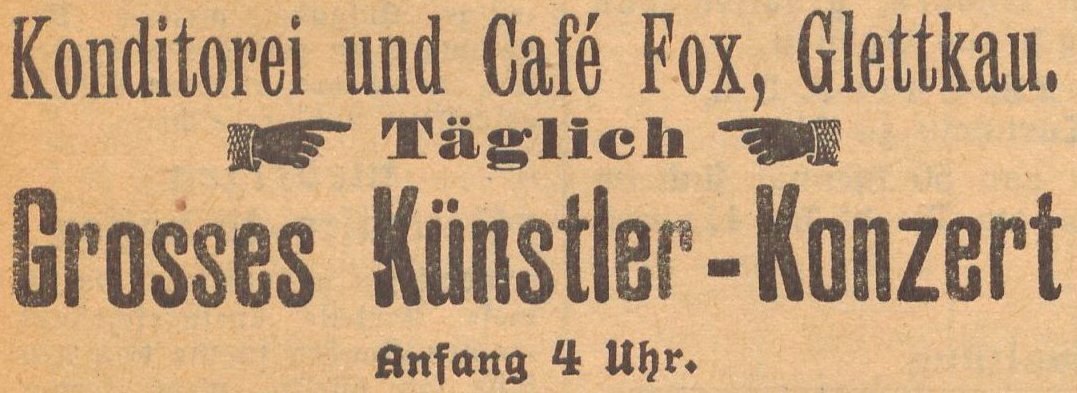 Konditorei und Café Fox, Glettkau.
Täglich
Grosses Künstler-Konzert
Anfang 4 Uhr.